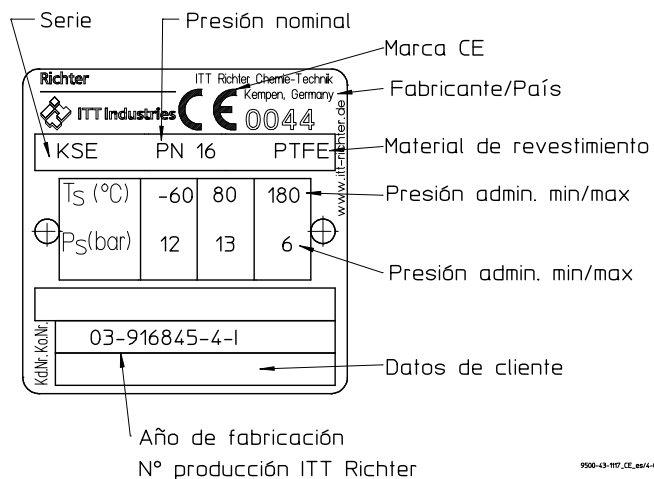 Serie
Presión nominal
Marca CE
Richter
ITT Richter Chemie-Technik
Kempen, Germany
Fabricante/País
ITT Industries
CE
0044
www.itt-richter.de
KSE PN 16 PTFE
Material de revestimiento
TS (°C) -60 80 180
Presión admin. min/max
PS(bar) 12 13 6
Presión admin. min/max
Kd.Nr. Ko.Nr.
03-916845-4-I
Datos de cliente
Año de fabricación
N° producción ITT Richter